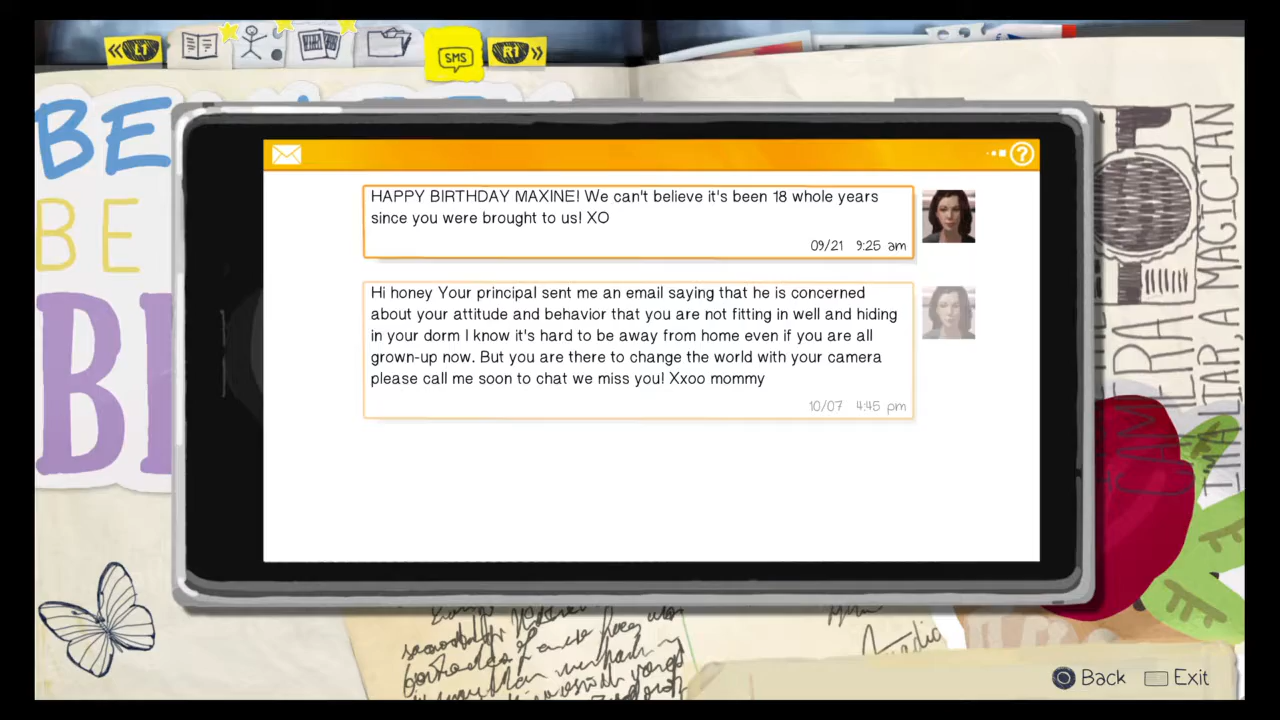 L1
SMS
R1
HAPPY BIRTHDAY MAXINE! We can't believe it's been 18 whole years
since you were brought to us! XO
09/21 9:25 am
Hi honey Your principal sent me an email saying that he is concerned
about your attitude and behavior that you are not fitting in well and hiding
in your dorm I know it's hard to be away from home even if you are all
grown-up now. But you are there to change the world with your camera
please call me soon to chat we miss you! Xxoo mommy
10/07 4:45 pm
BE
BE
CAMERA
LIAR, A MAGICIAN
Back
Exit